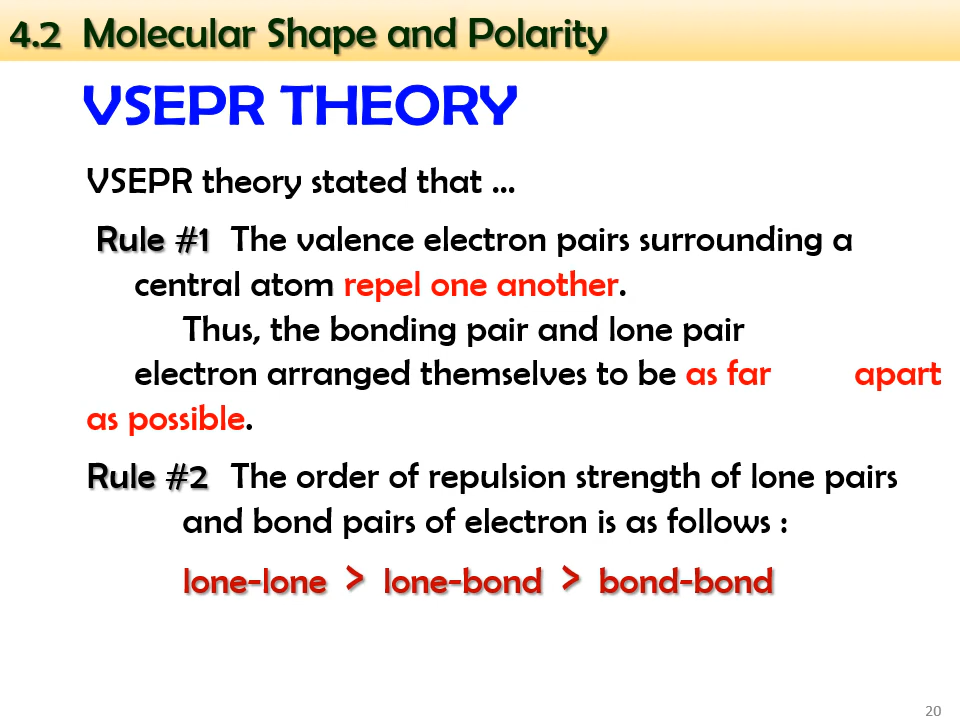 4.2 Molecular Shape and Polarity
VSEPR THEORY
VSEPR theory stated that ...
Rule #1 The valence electron pairs surrounding a
central atom repel one another.
Thus, the bonding pair and lone pair
electron arranged themselves to be as far apart
as possible.
Rule #2 The order of repulsion strength of lone pairs
and bond pairs of electron is as follows :
lone-lone > lone-bond > bond-bond
20